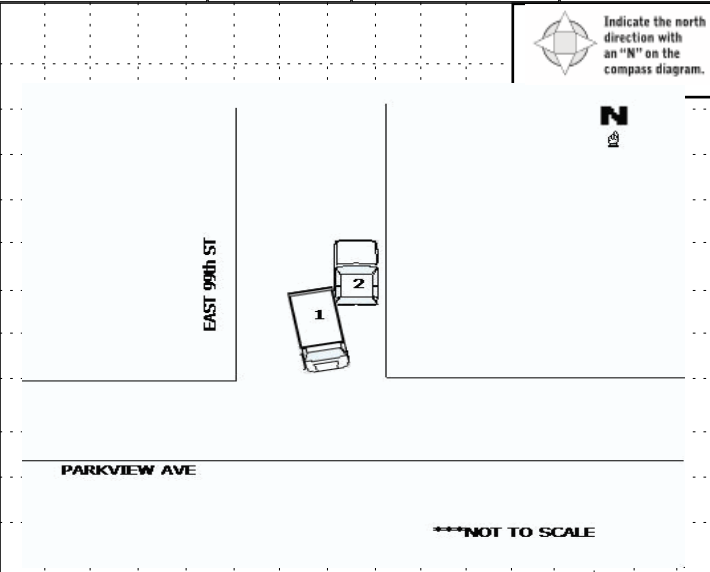 Indicate the north
direction with
an "N" on the
compass diagram.
N
EAST 99th ST
2
1
PARKVIEW AVE
***NOT TO SCALE